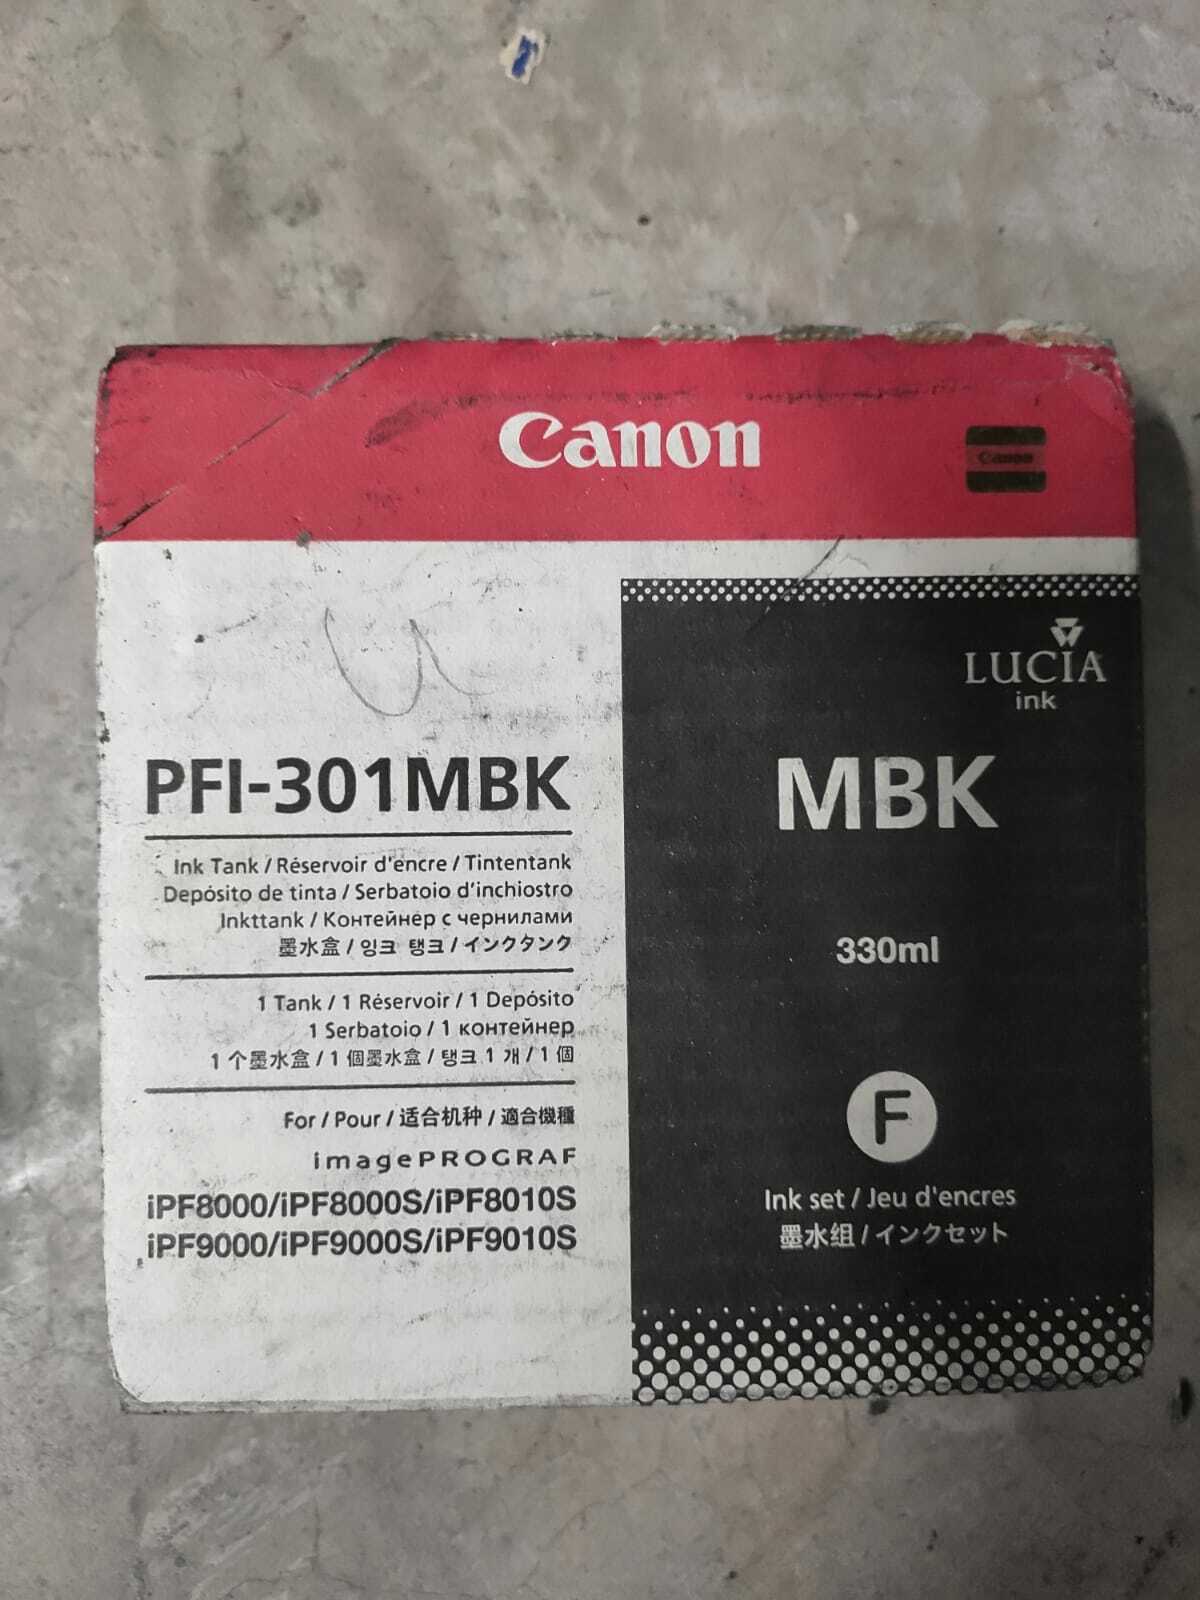 Canon
Canon
LUCIA
ink
PFI-301MBK
Ink Tank / Réservoir d'encre / Tintentank
Depósito de tinta / Serbatoio d'inchiostro
Inkttank / Контейнер с чернилами
墨水盒 / 잉크 탱크 / インクタンク
1 Tank / 1 Réservoir / 1 Depósito
1 Serbatoio / 1 контейнер
1 个墨水盒 / 1 個墨水盒 / 탱크 1 개 / 1 個
For / Pour / 适合机种 / 適合機種
imagePROGRAF
iPF8000/iPF8000S/iPF8010S
iPF9000/iPF9000S/iPF9010S
MBK
330ml
F
Ink set / Jeu d'encres
墨水组 / インクセット